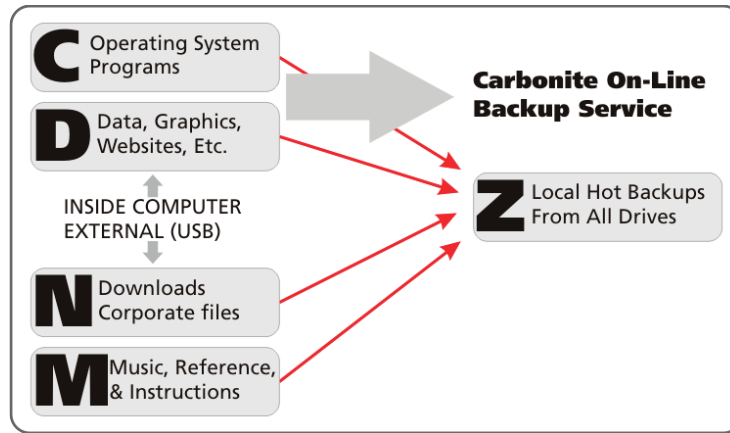 C Operating System
Programs
D Data, Graphics,
Websites, Etc.
INSIDE COMPUTER
EXTERNAL (USB)
N Downloads
Corporate files
M Music, Reference,
& Instructions
Carbonite On-Line
Backup Service
Z Local Hot Backups
From All Drives